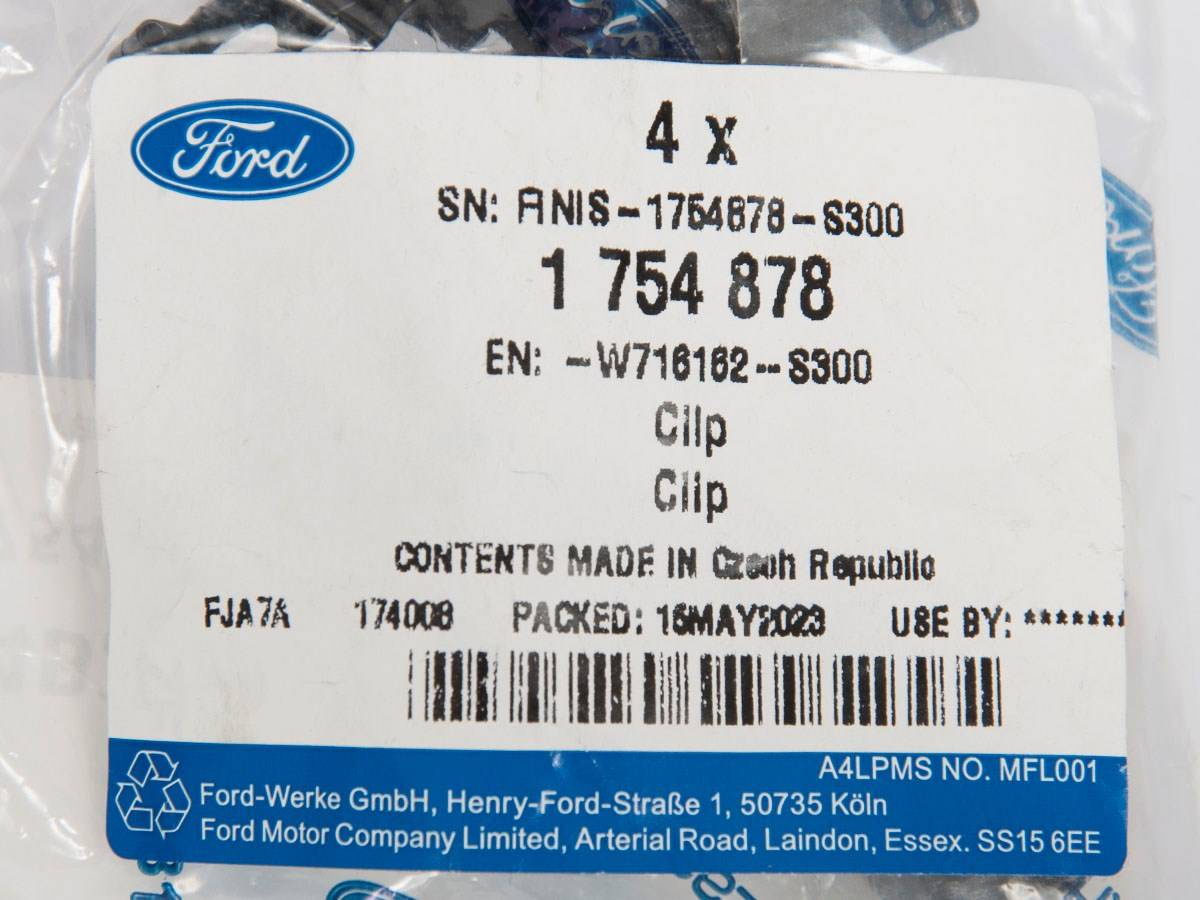 Ford
4 x
SN: FINIS-1754878-S300
1 754 878
EN: -W716162--S300
Clip
Clip
CONTENTS MADE IN Czech Republic
FJA7A 174008 PACKED: 15MAY2023 USE BY: *******
A4LPMS NO. MFL001
Ford-Werke GmbH, Henry-Ford-Straße 1, 50735 Köln
Ford Motor Company Limited, Arterial Road, Laindon, Essex. SS15 6EE